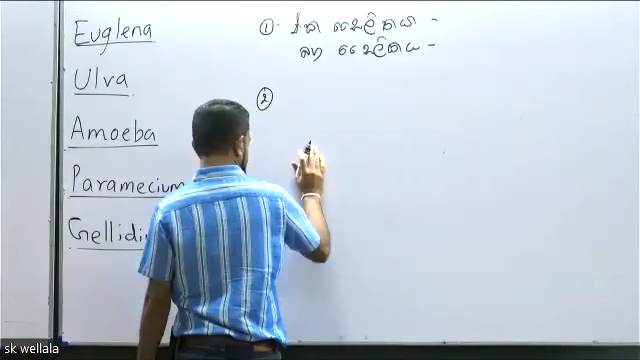 Euglena
Ulva
Amoeba
Paramecium
Gellidi
① ඒක සෛලිකයා -
බහු සෛලිකය -
②
sk wellala